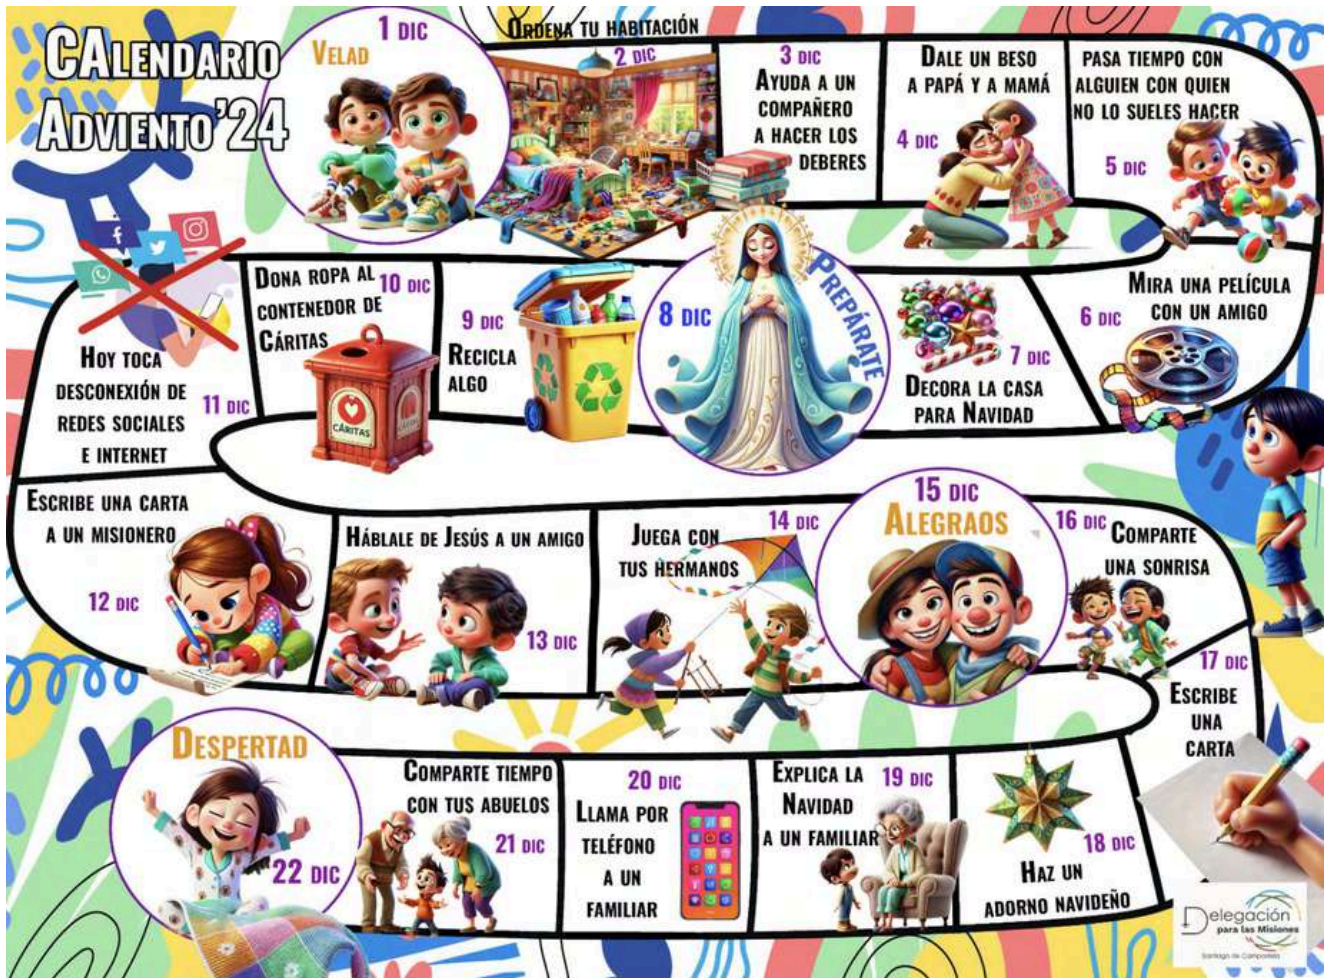 CALENDARIO
ADVIENTO'24
1 DIC
VELAD
ORDENA TU HABITACIÓN
2 DIC
3 DIC
AYUDA A UN
COMPAÑERO
A HACER LOS
DEBERES
DALE UN BESO
A PAPÁ Y A MAMÁ
4 DIC
PASA TIEMPO CON
ALGUIEN CON QUIEN
NO LO SUELES HACER
5 DIC
MIRA UNA PELÍCULA
CON UN AMIGO
6 DIC
7 DIC
DECORA LA CASA
PARA NAVIDAD
8 DIC
PREPÁRATE
9 DIC
RECICLA
ALGO
DONA ROPA AL
CONTENEDOR DE
CÁRITAS
10 DIC
CÁRITAS
HOY TOCA
DESCONEXIÓN DE
REDES SOCIALES
E INTERNET
11 DIC
ESCRIBE UNA CARTA
A UN MISIONERO
12 DIC
HÁBLALE DE JESÚS A UN AMIGO
13 DIC
14 DIC
JUEGA CON
TUS HERMANOS
15 DIC
ALEGRAOS
16 DIC
COMPARTE
UNA SONRISA
17 DIC
ESCRIBE
UNA
CARTA
18 DIC
HAZ UN
ADORNO NAVIDEÑO
EXPLICA LA
NAVIDAD
A UN FAMILIAR
19 DIC
20 DIC
LLAMA POR
TELÉFONO
A UN
FAMILIAR
COMPARTE TIEMPO
CON TUS ABUELOS
21 DIC
DESPERTAD
22 DIC
Delegación
para las Misiones
Santiago de Compostela